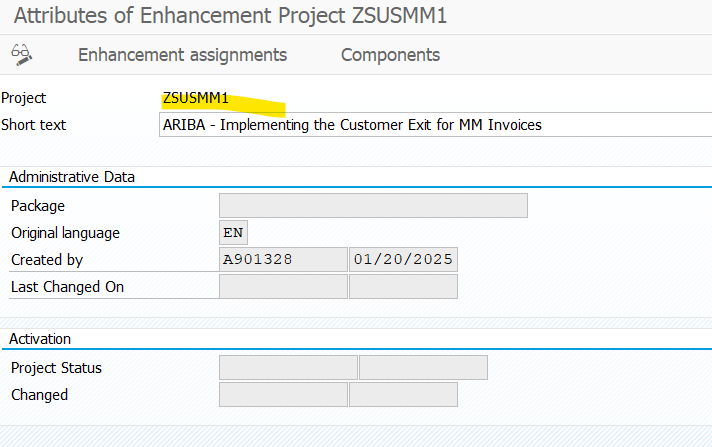 Attributes of Enhancement Project ZSUSMM1
Enhancement assignments Components
Project ZSUSMM1
Short text ARIBA - Implementing the Customer Exit for MM Invoices
Administrative Data
Package
Original language EN
Created by A901328 01/20/2025
Last Changed On
Activation
Project Status
Changed